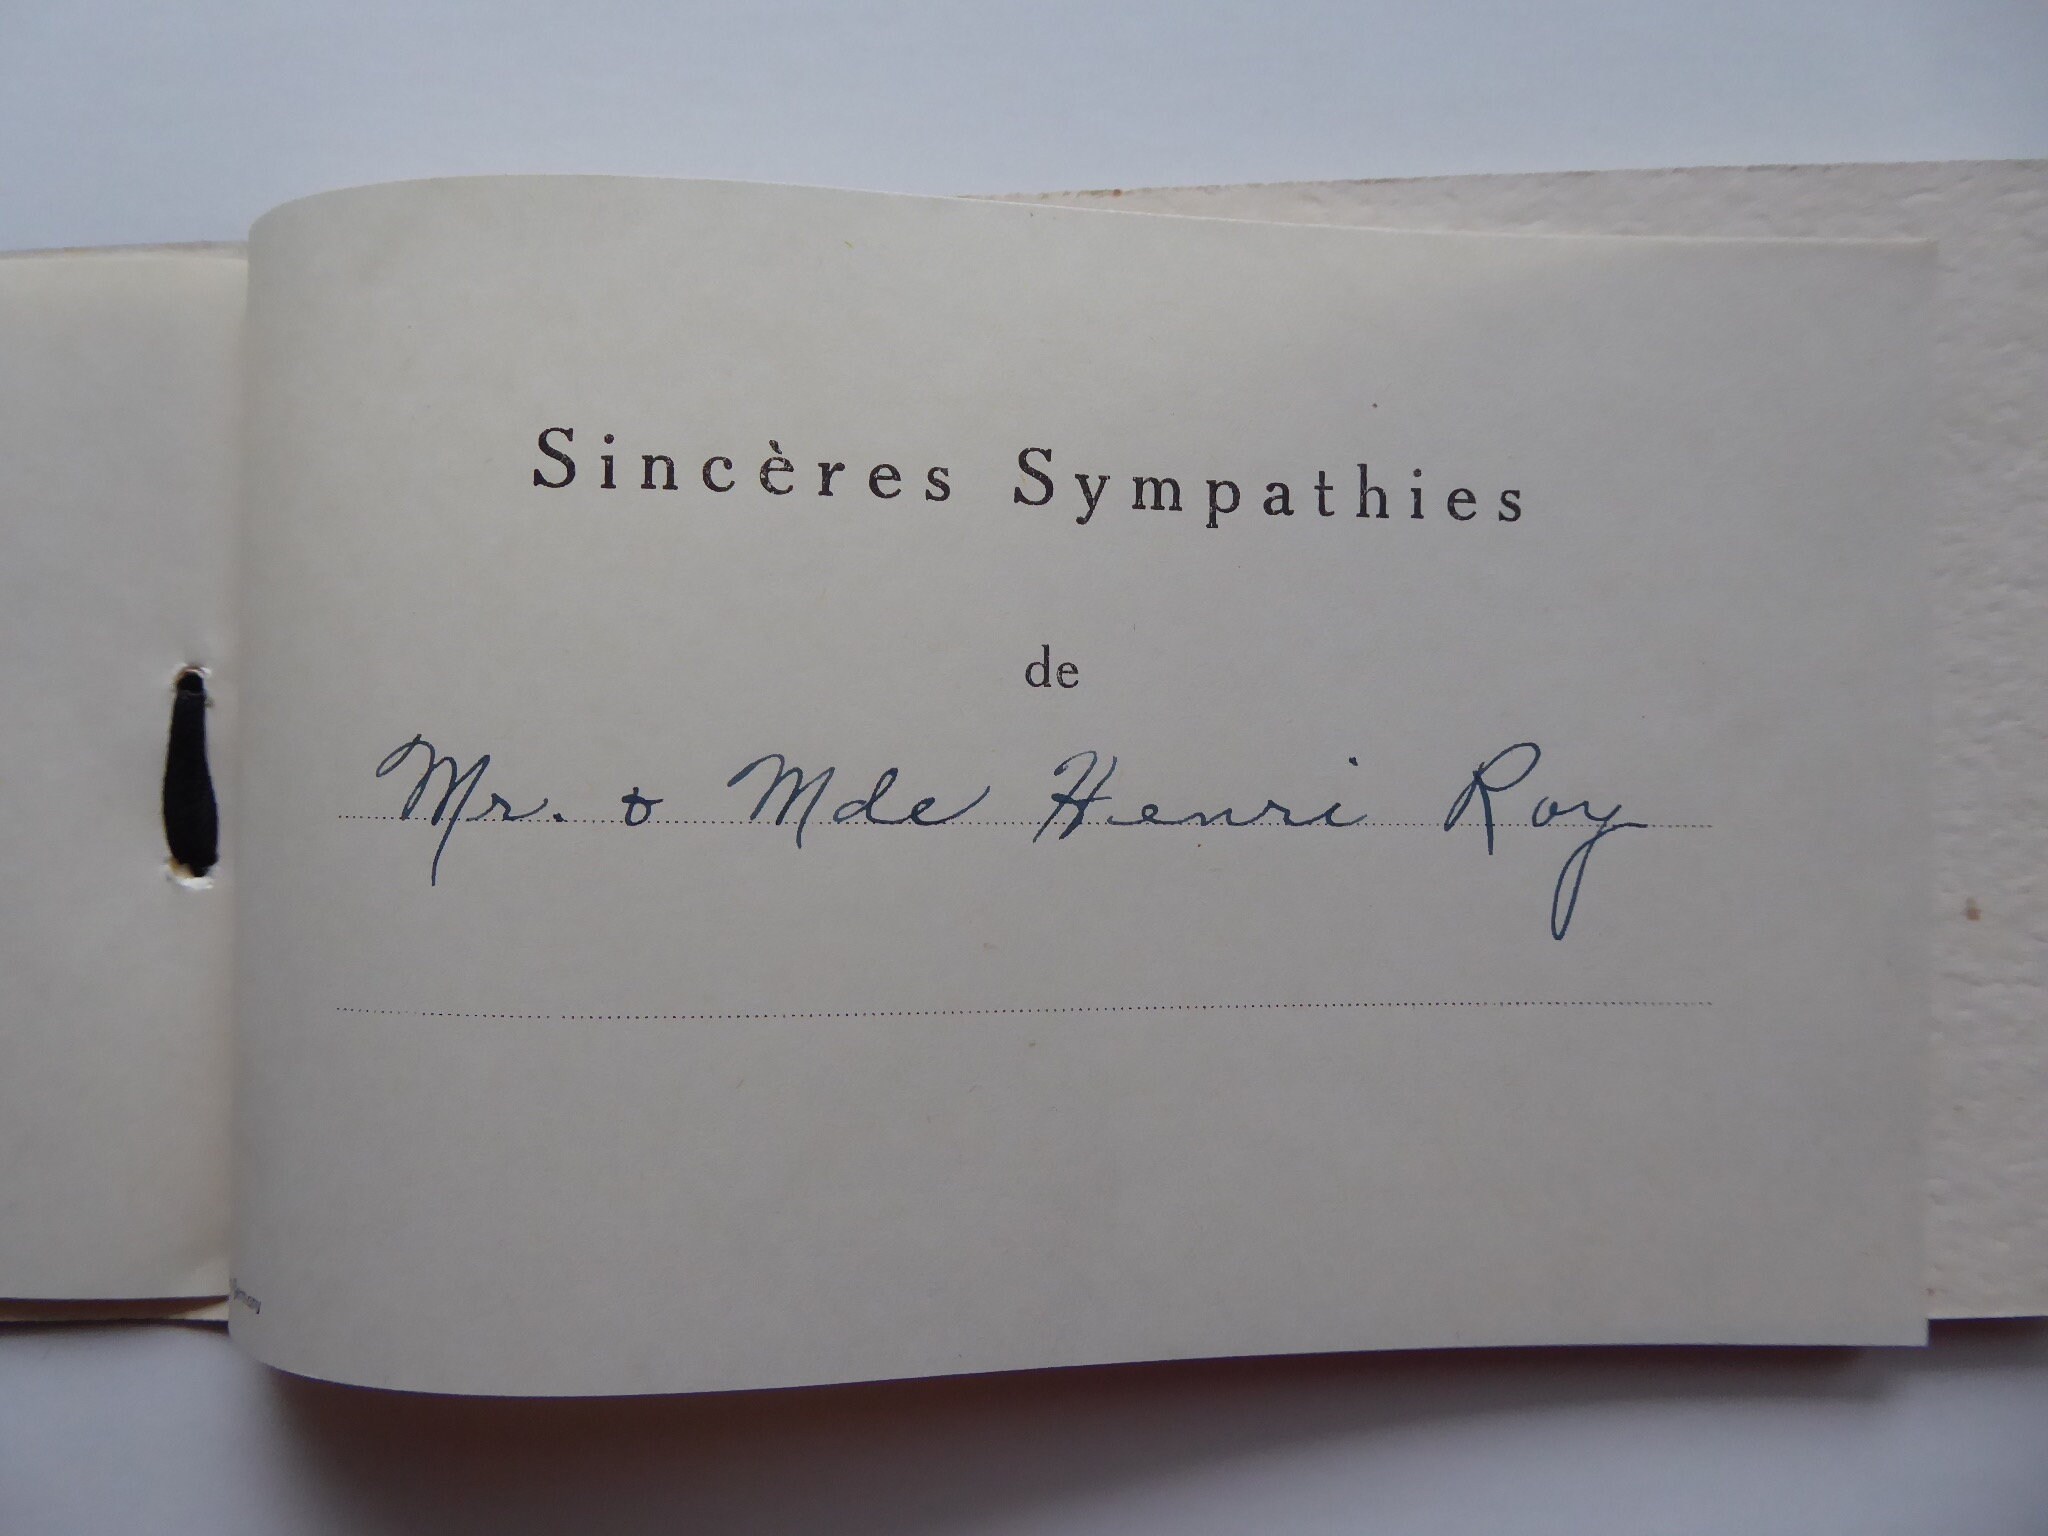 Sincères Sympathies
de
Mr. & Mde Henri Roy